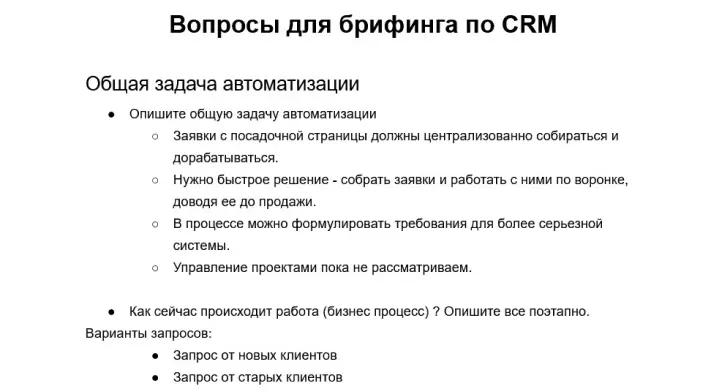 Вопросы для брифинга по CRM
Общая задача автоматизации
● Опишите общую задачу автоматизации
○ Заявки с посадочной страницы должны централизованно собираться и
дорабатываться.
○ Нужно быстрое решение - собрать заявки и работать с ними по воронке,
доводя ее до продажи.
○ В процессе можно формулировать требования для более серьезной
системы.
○ Управление проектами пока не рассматриваем.
● Как сейчас происходит работа (бизнес процесс) ? Опишите все поэтапно.
Варианты запросов:
● Запрос от новых клиентов
● Запрос от старых клиентов